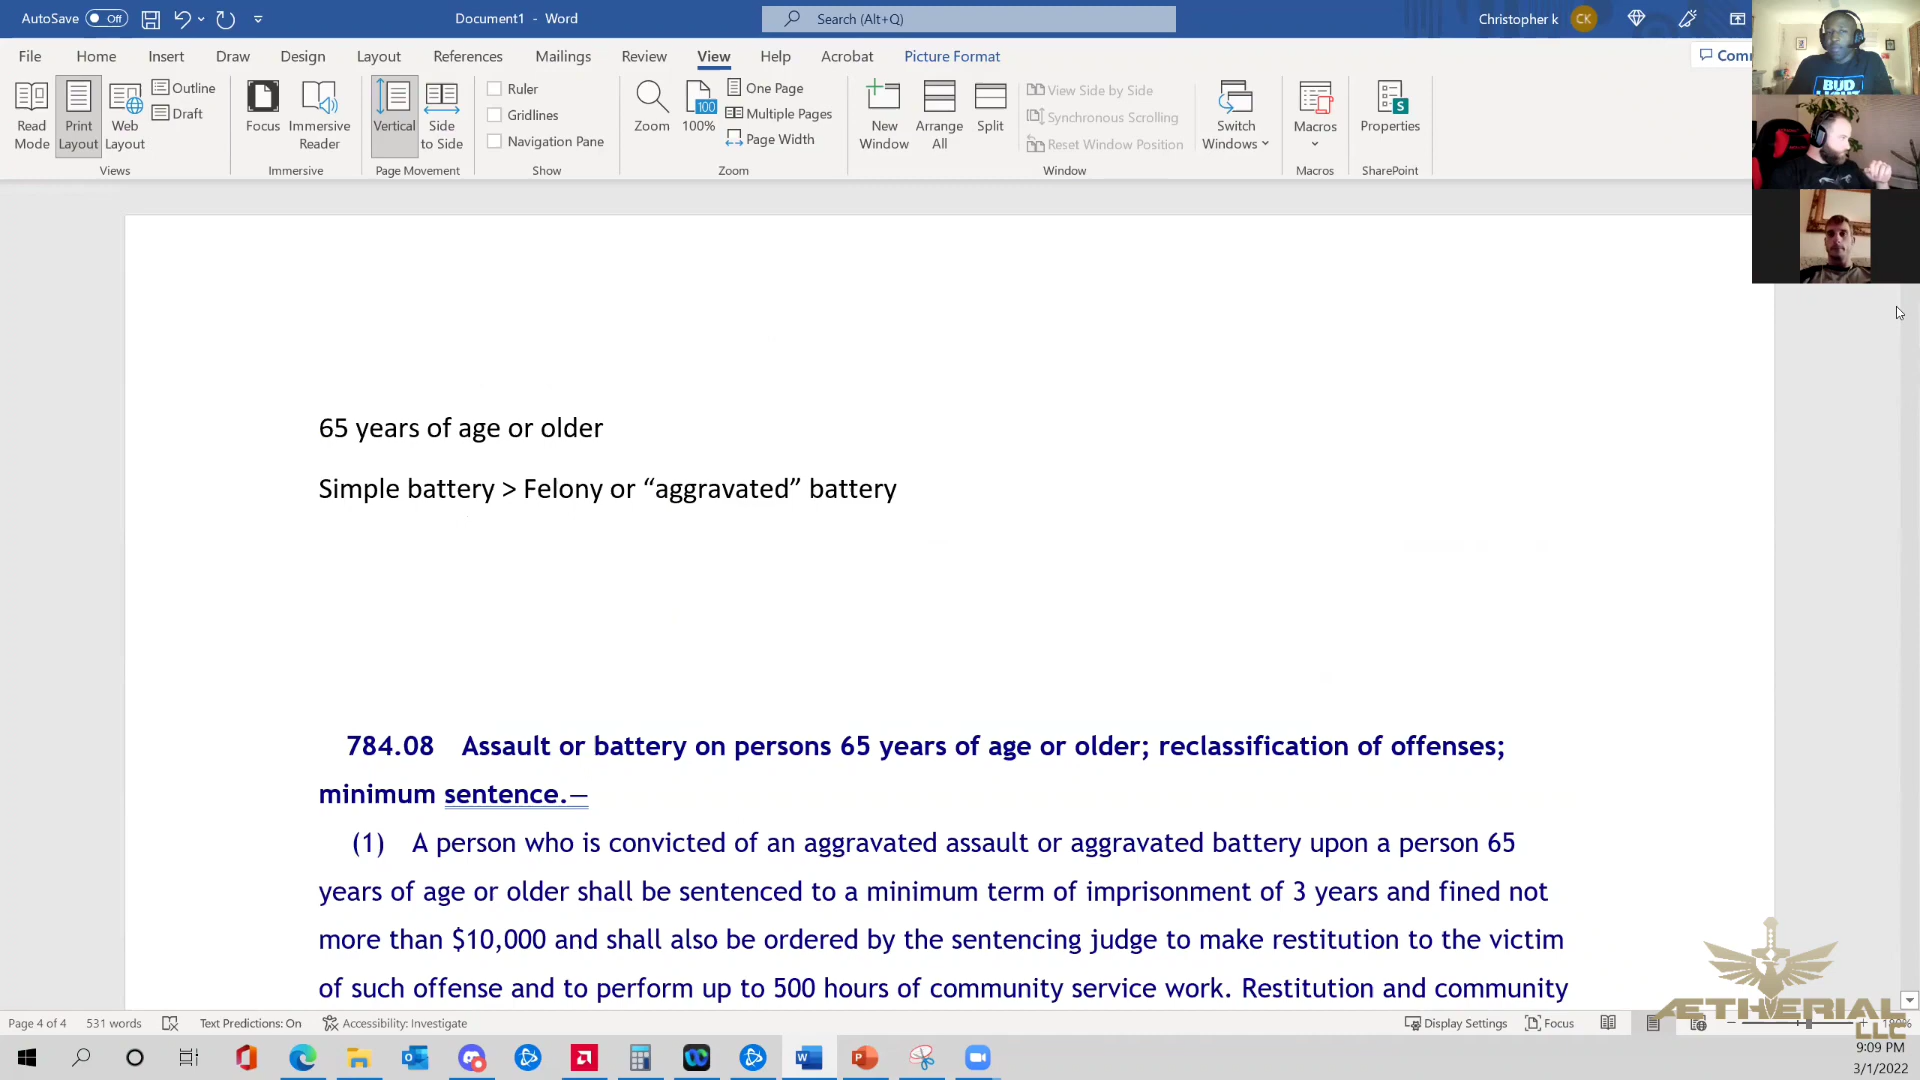 AutoSave Off Document1 - Word Search (Alt+Q) Christopher k CK
File Home Insert Draw Design Layout References Mailings Review View Help Acrobat Picture Format
Read Mode
Print Layout
Web Layout
Outline
Draft
Views
Focus
Immersive Reader
Immersive
Vertical
Side to Side
Page Movement
Ruler
Gridlines
Navigation Pane
Show
Zoom
100
100%
One Page
Multiple Pages
Page Width
Zoom
New Window
Arrange All
Split
View Side by Side
Synchronous Scrolling
Reset Window Position
Switch Windows
Window
Macros
Macros
Properties
SharePoint
BUD LIGHT
65 years of age or older
Simple battery > Felony or “aggravated” battery
784.08 Assault or battery on persons 65 years of age or older; reclassification of offenses;
minimum sentence.—
(1) A person who is convicted of an aggravated assault or aggravated battery upon a person 65
years of age or older shall be sentenced to a minimum term of imprisonment of 3 years and fined not
more than $10,000 and shall also be ordered by the sentencing judge to make restitution to the victim
of such offense and to perform up to 500 hours of community service work. Restitution and community
ÆTHERIAL
LLC
Page 4 of 4 531 words Text Predictions: On Accessibility: Investigate Display Settings Focus
9:09 PM
3/1/2022